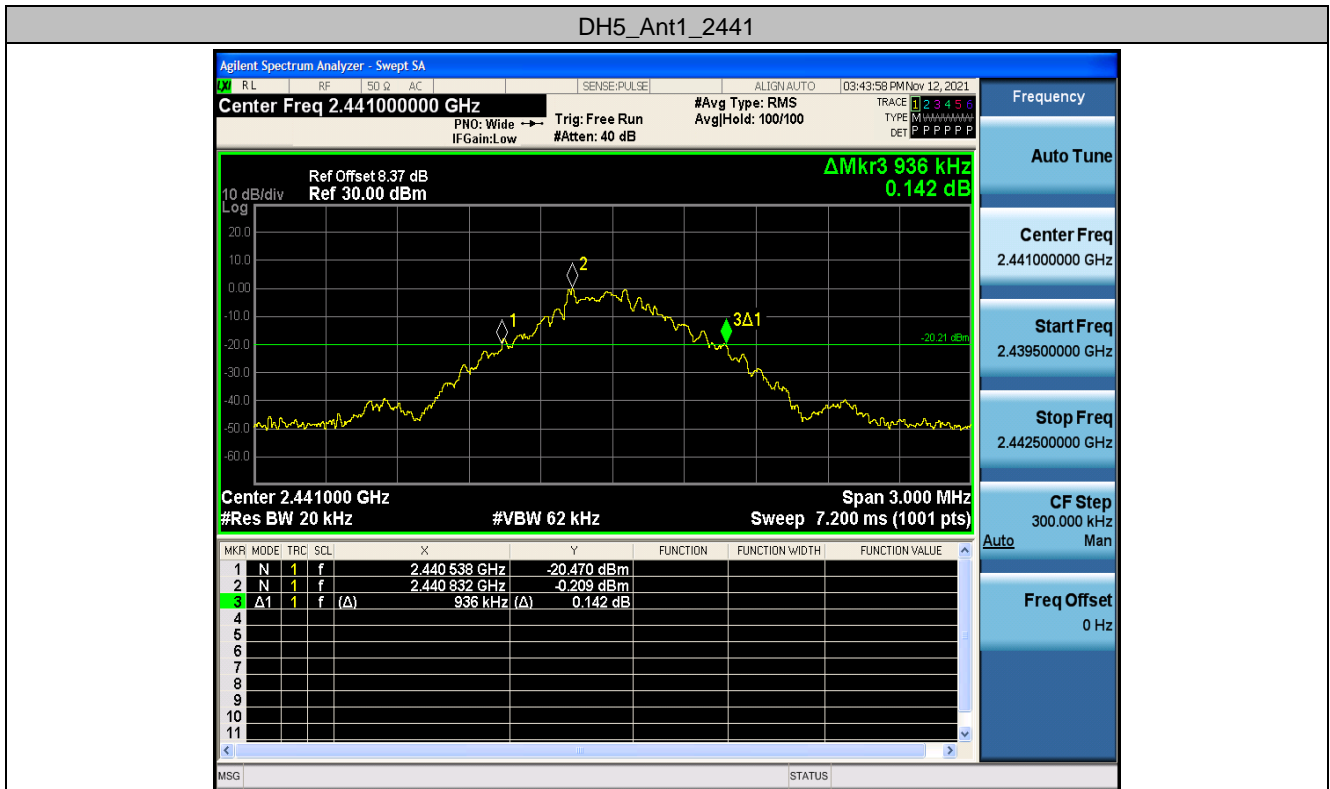 DH5_Ant1_2441
Agilent Spectrum Analyzer - Swept SA
LXI RL RF 50 Ω AC SENSE:PULSE ALIGN AUTO 03:43:58 PM Nov 12, 2021
Center Freq 2.441000000 GHz
PNO: Wide
IFGain:Low
Trig: Free Run
#Atten: 40 dB
#Avg Type: RMS
Avg|Hold: 100/100
TRACE 1 2 3 4 5 6
TYPE M WWWWW
DET P P P P P P
ΔMkr3 936 kHz
0.142 dB
Ref Offset 8.37 dB
10 dB/div Ref 30.00 dBm
Log
20.0
10.0
0.00
-10.0
-20.0
-30.0
-40.0
-50.0
-60.0
1
2
3Δ1
-20.21 dBm
Center 2.441000 GHz Span 3.000 MHz
#Res BW 20 kHz #VBW 62 kHz Sweep 7.200 ms (1001 pts)
MKR MODE TRC SCL X Y FUNCTION FUNCTION WIDTH FUNCTION VALUE
1 N 1 f 2.440 538 GHz -20.470 dBm
2 N 1 f 2.440 832 GHz -0.209 dBm
3 Δ1 1 f (Δ) 936 kHz (Δ) 0.142 dB
4
5
6
7
8
9
10
11
MSG STATUS
Frequency
Auto Tune
Center Freq
2.441000000 GHz
Start Freq
2.439500000 GHz
Stop Freq
2.442500000 GHz
CF Step
300.000 kHz
Auto Man
Freq Offset
0 Hz